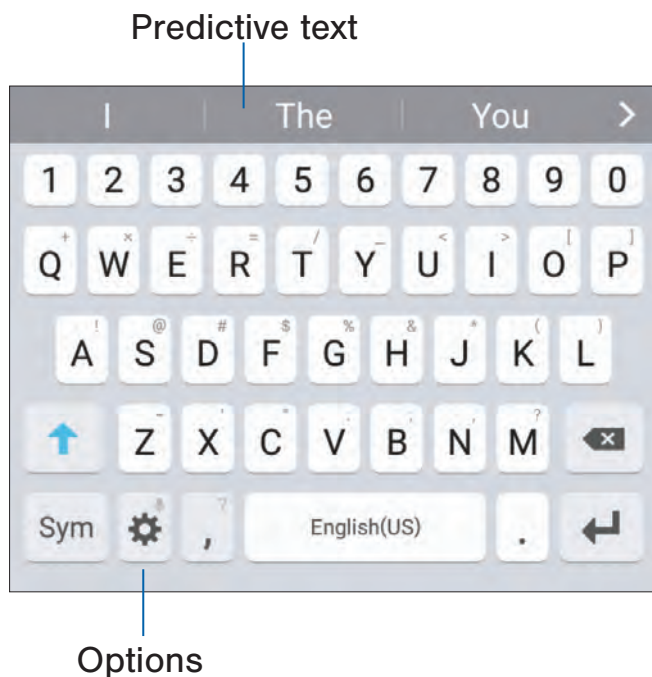 Predictive text
I The You >
1 2 3 4 5 6 7 8 9 0
+ × ÷ = / _ < > [ ]
Q W E R T Y U I O P
! @ # $ % & * ( )
A S D F G H J K L
- ' " : ; , ?
Z X C V B N M
?
Sym , English(US) .
Options